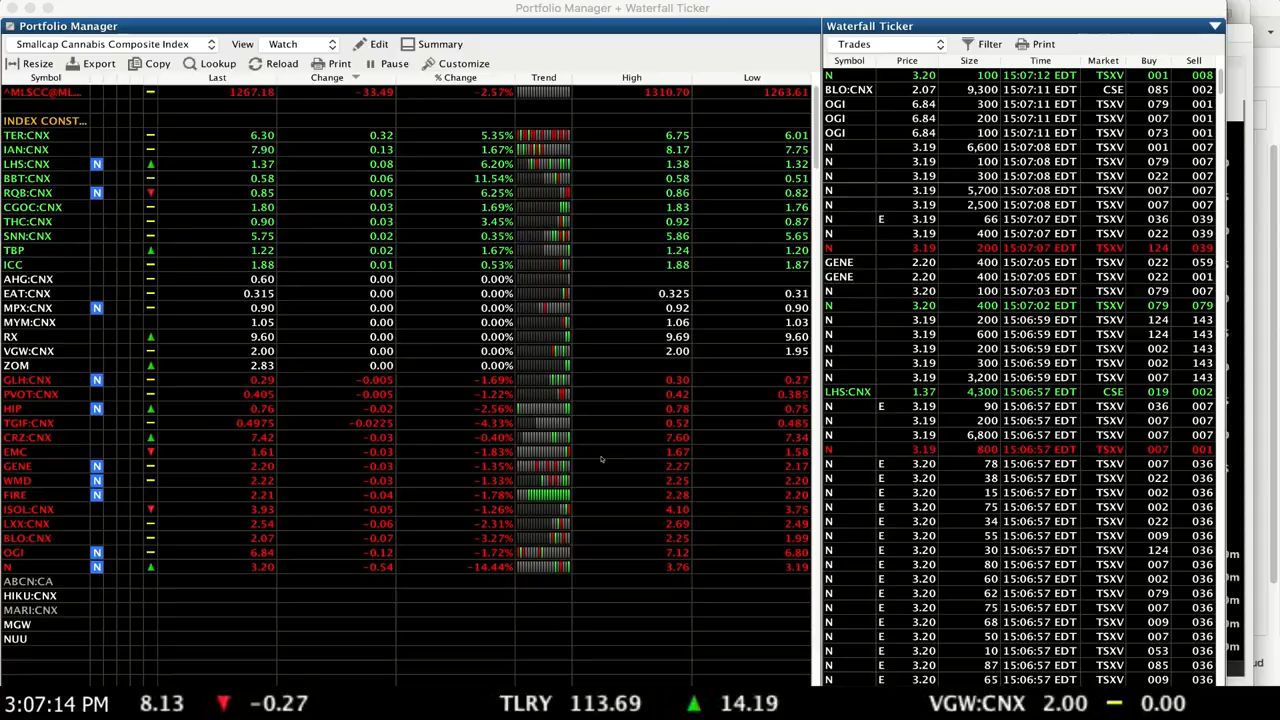 Portfolio Manager + Waterfall Ticker
Portfolio Manager
Smallcap Cannabis Composite Index View Watch Edit Summary
Resize Export Copy Lookup Reload Print Pause Customize
Symbol Last Change % Change Trend High Low
^MLSCC@ML... 1267.18 -33.49 -2.57% 1310.70 1263.61
INDEX CONST...
TER:CNX 6.30 0.32 5.35% 6.75 6.01
IAN:CNX 7.90 0.13 1.67% 8.17 7.75
LHS:CNX N 1.37 0.08 6.20% 1.38 1.32
BBT:CNX 0.58 0.06 11.54% 0.58 0.51
RQB:CNX N 0.85 0.05 6.25% 0.86 0.82
CGOC:CNX 1.80 0.03 1.69% 1.83 1.76
THC:CNX 0.90 0.03 3.45% 0.92 0.87
SNN:CNX 5.75 0.02 0.35% 5.86 5.65
TBP 1.22 0.02 1.67% 1.24 1.20
ICC 1.88 0.01 0.53% 1.88 1.87
AHG:CNX 0.60 0.00 0.00%
EAT:CNX 0.315 0.00 0.00% 0.325 0.31
MPX:CNX N 0.90 0.00 0.00% 0.92 0.90
MYM:CNX 1.05 0.00 0.00% 1.06 1.03
RX 9.60 0.00 0.00% 9.69 9.60
VGW:CNX 2.00 0.00 0.00% 2.00 1.95
ZOM 2.83 0.00 0.00%
GLH:CNX N 0.29 -0.005 -1.69% 0.30 0.27
PVOT:CNX 0.405 -0.005 -1.22% 0.42 0.385
HIP N 0.76 -0.02 -2.56% 0.78 0.75
TGIF:CNX 0.4975 -0.0225 -4.33% 0.52 0.485
CRZ:CNX 7.42 -0.03 -0.40% 7.60 7.34
EMC 1.61 -0.03 -1.83% 1.67 1.58
GENE N 2.20 -0.03 -1.35% 2.27 2.17
WMD N 2.22 -0.03 -1.33% 2.25 2.20
FIRE N 2.21 -0.04 -1.78% 2.28 2.20
ISOL:CNX 3.93 -0.05 -1.26% 4.10 3.75
LXX:CNX 2.54 -0.06 -2.31% 2.69 2.49
BLO:CNX 2.07 -0.07 -3.27% 2.25 1.99
OGI N 6.84 -0.12 -1.72% 7.12 6.80
N N 3.20 -0.54 -14.44% 3.76 3.19
ABCN:CA
HIKU:CNX
MARI:CNX
MGW
NUU
Waterfall Ticker
Trades Filter Print
Symbol Price Size Time Market Buy Sell
N 3.20 100 15:07:12 EDT TSXV 001 008
BLO:CNX 2.07 9,300 15:07:11 EDT CSE 085 002
OGI 6.84 300 15:07:11 EDT TSXV 079 001
OGI 6.84 200 15:07:11 EDT TSXV 007 001
OGI 6.84 100 15:07:11 EDT TSXV 073 001
N 3.19 6,600 15:07:08 EDT TSXV 001 007
N 3.19 100 15:07:08 EDT TSXV 079 007
N 3.19 300 15:07:08 EDT TSXV 022 007
N 3.19 5,700 15:07:08 EDT TSXV 007 007
N 3.19 2,500 15:07:08 EDT TSXV 007 007
N E 3.19 66 15:07:07 EDT TSXV 036 039
N 3.19 400 15:07:07 EDT TSXV 022 039
N 3.19 200 15:07:07 EDT TSXV 124 039
GENE 2.20 400 15:07:05 EDT TSXV 022 059
GENE 2.20 400 15:07:05 EDT TSXV 022 001
N 3.20 100 15:07:03 EDT TSXV 079 007
N 3.20 400 15:07:02 EDT TSXV 079 079
N 3.19 200 15:06:59 EDT TSXV 124 143
N 3.19 600 15:06:59 EDT TSXV 124 143
N 3.19 200 15:06:59 EDT TSXV 002 143
N 3.19 300 15:06:59 EDT TSXV 002 143
N 3.19 3,200 15:06:59 EDT TSXV 007 143
LHS:CNX 1.37 4,300 15:06:57 EDT CSE 019 002
N E 3.19 90 15:06:57 EDT TSXV 036 007
N 3.19 200 15:06:57 EDT TSXV 002 007
N 3.19 6,800 15:06:57 EDT TSXV 007 007
N 3.19 800 15:06:57 EDT TSXV 007 001
N E 3.20 78 15:06:57 EDT TSXV 007 036
N E 3.20 38 15:06:57 EDT TSXV 022 036
N E 3.20 15 15:06:57 EDT TSXV 002 036
N E 3.20 75 15:06:57 EDT TSXV 002 036
N E 3.20 34 15:06:57 EDT TSXV 022 036
N E 3.20 55 15:06:57 EDT TSXV 009 036
N E 3.20 30 15:06:57 EDT TSXV 124 036
N E 3.20 80 15:06:57 EDT TSXV 007 036
N E 3.20 60 15:06:57 EDT TSXV 002 036
N E 3.20 62 15:06:57 EDT TSXV 079 036
N E 3.20 75 15:06:57 EDT TSXV 007 036
N E 3.20 68 15:06:57 EDT TSXV 009 036
N E 3.20 50 15:06:57 EDT TSXV 007 036
N E 3.20 10 15:06:57 EDT TSXV 053 036
N E 3.20 87 15:06:57 EDT TSXV 085 036
N E 3.20 65 15:06:57 EDT TSXV 009 036
3:07:14 PM 8.13 -0.27 TLRY 113.69 14.19 VGW:CNX 2.00 0.00